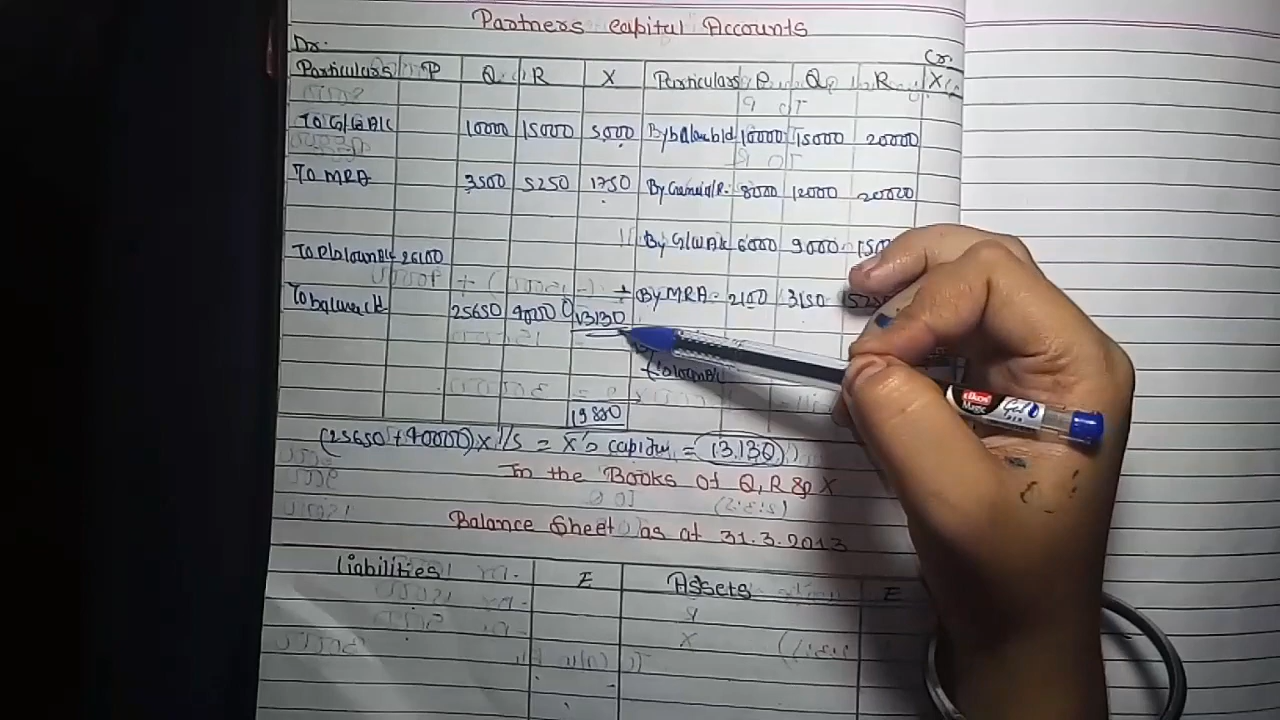 Partners capital Accounts
Dr. Cr.
Particulars P Q R X Particulars P Q R X
To G/W A/c 10000 15000 5000 By balance b/d 10000 15000 20000
To MRA 3500 5250 1750 By General/R. 8000 12000 20000
By G/W A/c 6000 9000
To P's loan A/c 26100
To balance c/d 25650 40000 13130 By MRA 2100 3150 5250
19880
(25650 + 40000) x 1/5 = X's capital = 13,130
In the Books of Q, R & X
Balance Sheet as at 31.3.2013
Liabilities ₹ Assets ₹